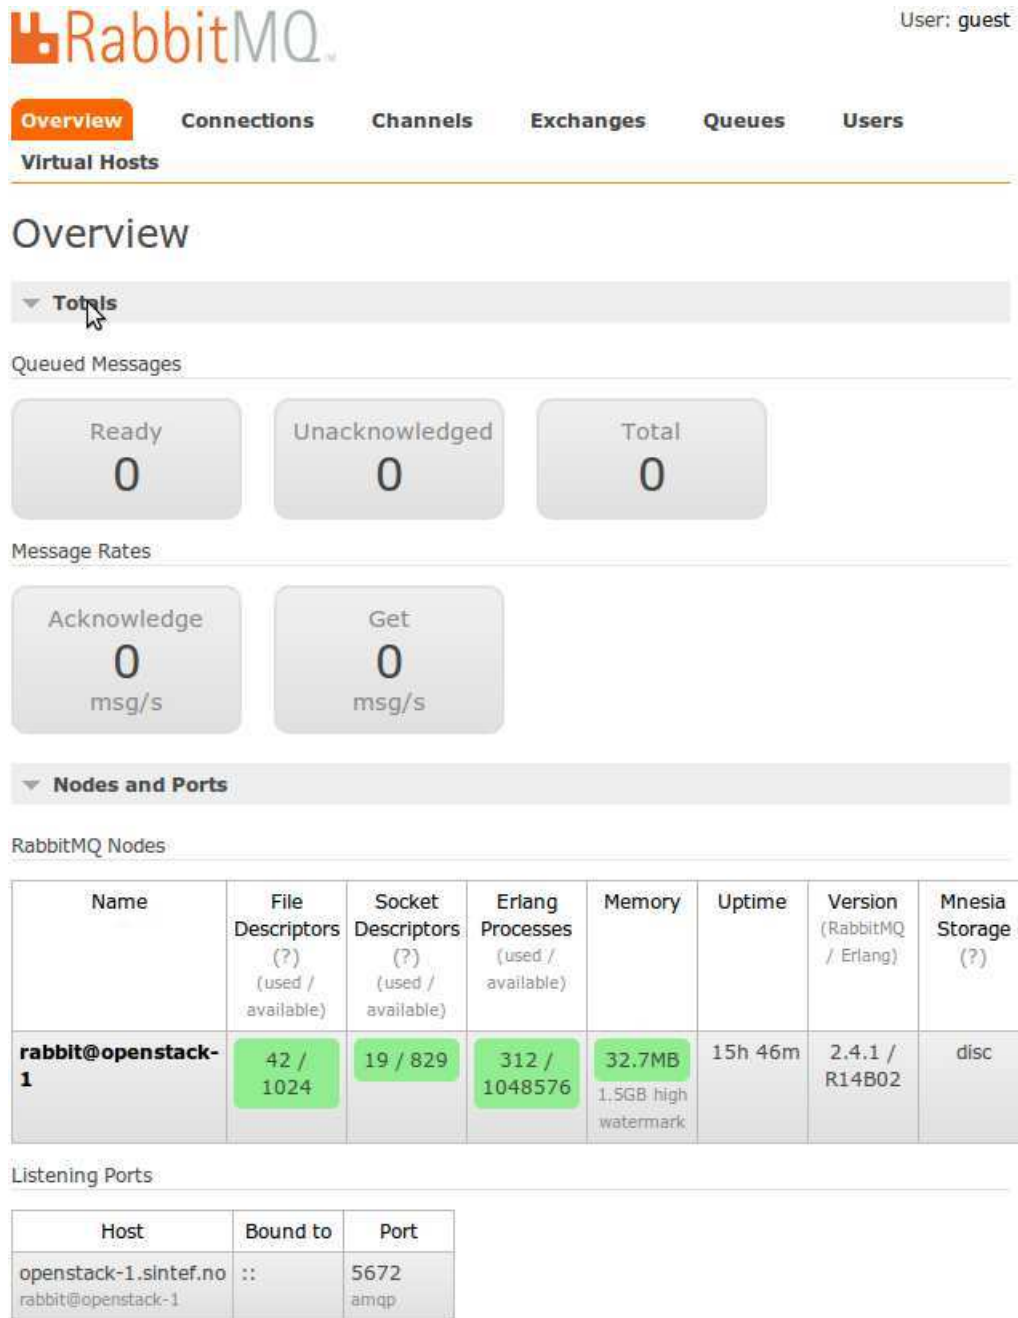 RabbitMQ
User: guest
Overview Connections Channels Exchanges Queues Users
Virtual Hosts
Overview
Totals
Queued Messages
Ready Unacknowledged Total
0 0 0
Message Rates
Acknowledge Get
0 0
msg/s msg/s
Nodes and Ports
RabbitMQ Nodes
Name File Socket Erlang Memory Uptime Version Mnesia
Descriptors Descriptors Processes (RabbitMQ Storage
(?) (?) (used / / Erlang) (?)
(used / (used / available)
available) available)
rabbit@openstack- 42 / 19 / 829 312 / 32.7MB 15h 46m 2.4.1 / disc
1 1024 1048576 1.5GB high R14B02
watermark
Listening Ports
Host Bound to Port
openstack-1.sintef.no :: 5672
rabbit@openstack-1 amqp